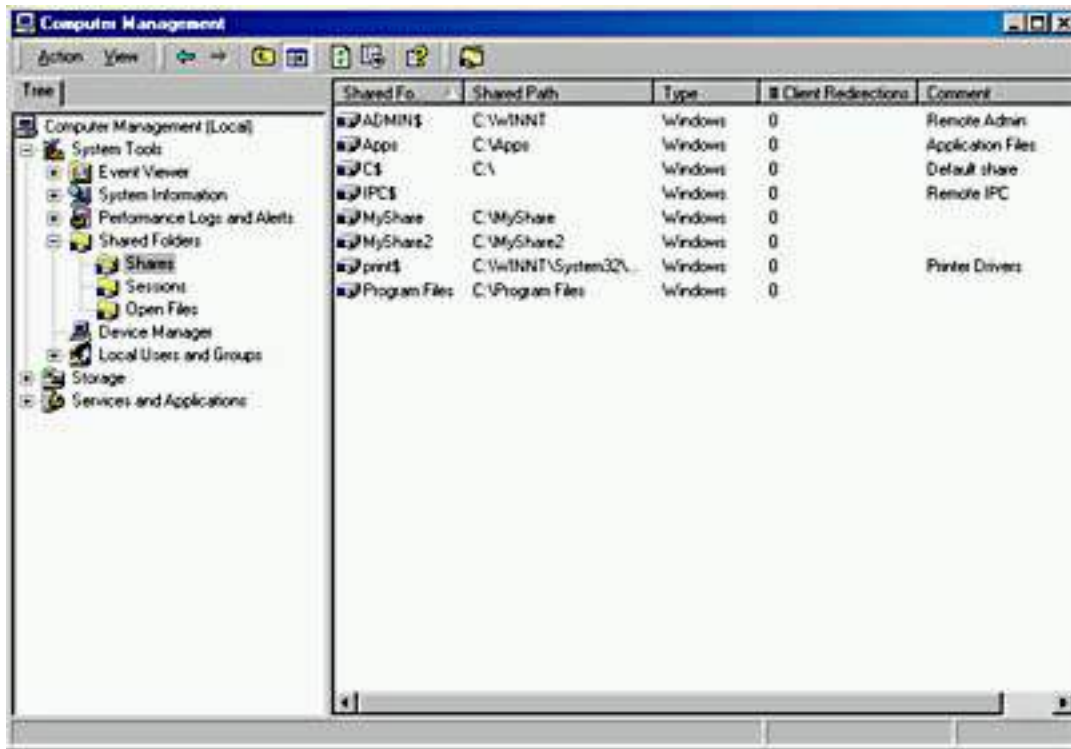 Computer Management
Action View
Tree
Computer Management (Local)
System Tools
Event Viewer
System Information
Performance Logs and Alerts
Shared Folders
Shares
Sessions
Open Files
Device Manager
Local Users and Groups
Storage
Services and Applications
Shared Fo... Shared Path Type # Client Redirections Comment
ADMIN$ C:\WINNT Windows 0 Remote Admin
Apps C:\Apps Windows 0 Application Files
C$ C:\ Windows 0 Default share
IPC$ Windows 0 Remote IPC
MyShare C:\MyShare Windows 0
MyShare2 C:\MyShare2 Windows 0
print$ C:\WINNT\System32\... Windows 0 Printer Drivers
Program Files C:\Program Files Windows 0